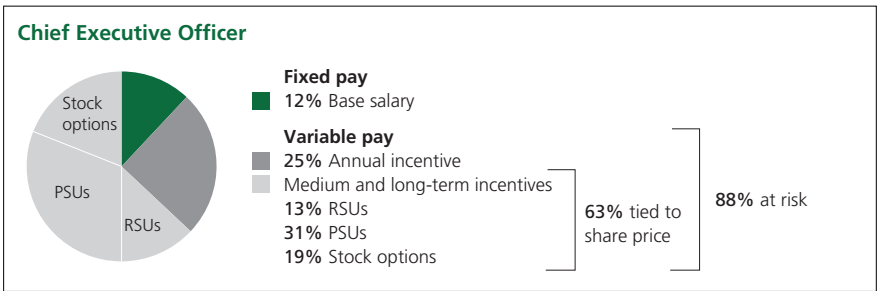 Chief Executive Officer
Stock
options
PSUs
RSUs
Fixed pay
12% Base salary
Variable pay
25% Annual incentive
Medium and long-term incentives
13% RSUs
31% PSUs
19% Stock options
63% tied to
share price
88% at risk